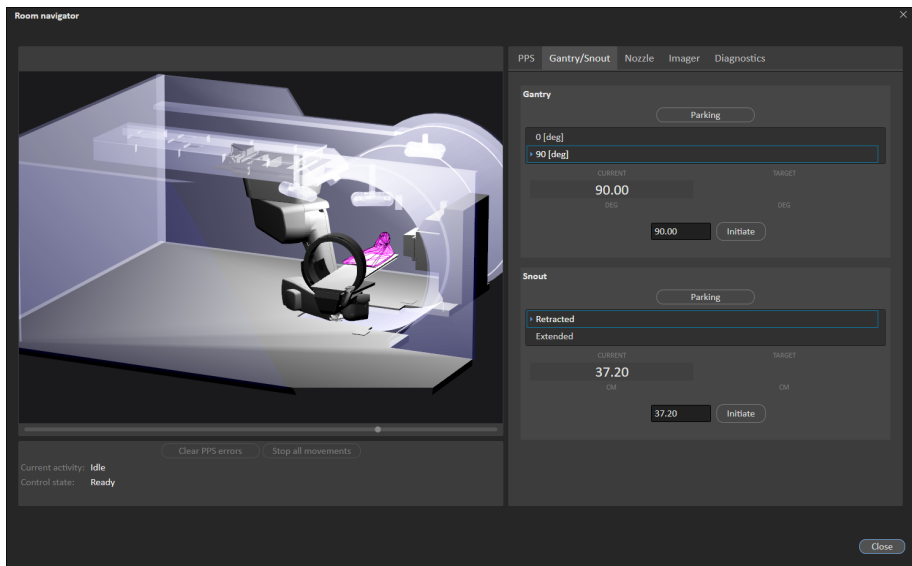 Room navigator
PPS Gantry/Snout Nozzle Imager Diagnostics
Gantry
Parking
0 [deg]
90 [deg]
CURRENT TARGET
90.00
DEG DEG
90.00 Initiate
Snout
Parking
Retracted
Extended
CURRENT TARGET
37.20
CM CM
37.20 Initiate
Clear PPS errors Stop all movements
Current activity: Idle
Control state: Ready
Close